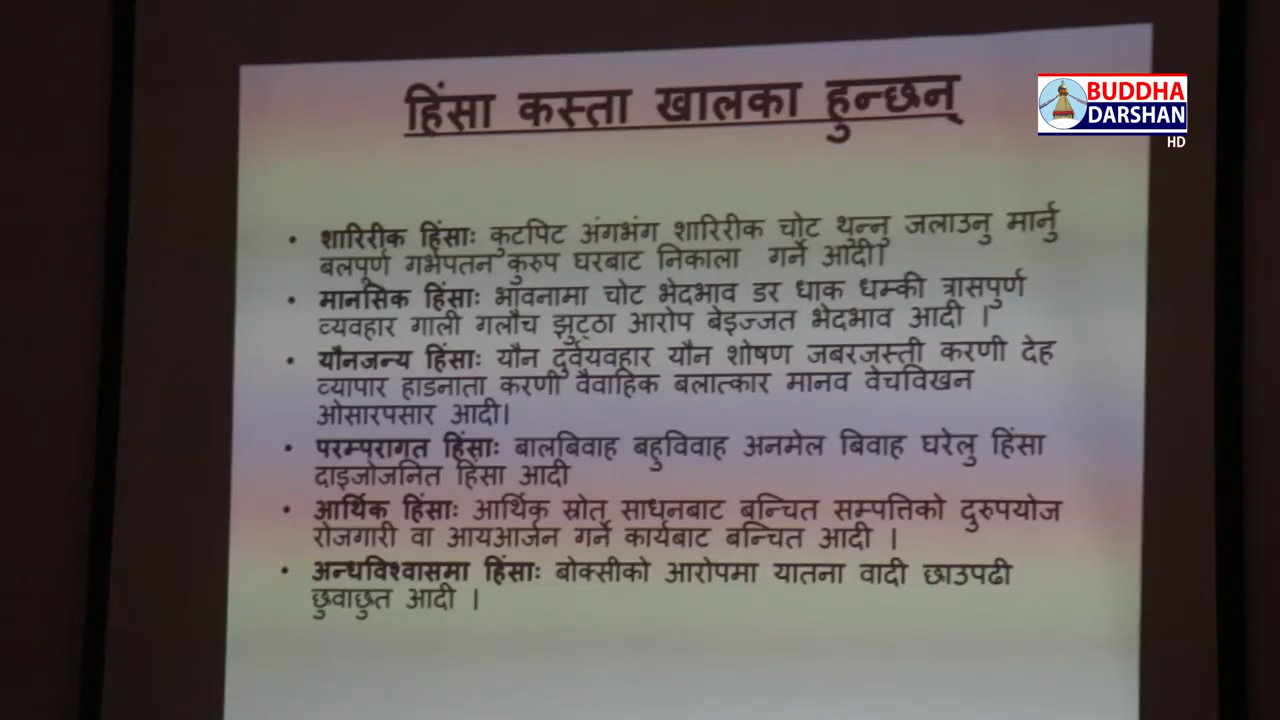 हिंसा कस्ता खालका हुन्छन्
BUDDHA
DARSHAN
HD
• शारिरीक हिंसाः कुटपिट अंगभंग शारिरीक चोट थुन्नु जलाउनु मार्नु
बलपूर्ण गर्भपतन कुरुप घरबाट निकाला गर्ने आदी।
• मानसिक हिंसाः भावनामा चोट भेदभाव डर धाक धम्की त्रासपुर्ण
व्यवहार गाली गलौच झुट्ठा आरोप बेइज्जत भेदभाव आदी ।
• यौनजन्य हिंसाः यौन दुर्वयवहार यौन शोषण जबरजस्ती करणी देह
व्यापार हाडनाता करणी वैवाहिक बलात्कार मानव वेचविखन
ओसारपसार आदी।
• परम्परागत हिंसाः बालबिवाह बहुविवाह अनमेल बिवाह घरेलु हिंसा
दाइजोजनित हिंसा आदी
• आर्थिक हिंसाः आर्थिक स्रोत साधनबाट बन्चित सम्पत्तिको दुरुपयोज
रोजगारी वा आयआर्जन गर्ने कार्यबाट बन्चित आदी ।
• अन्धविश्वासमा हिंसाः बोक्सीको आरोपमा यातना वादी छाउपढी
छुवाछुत आदी ।